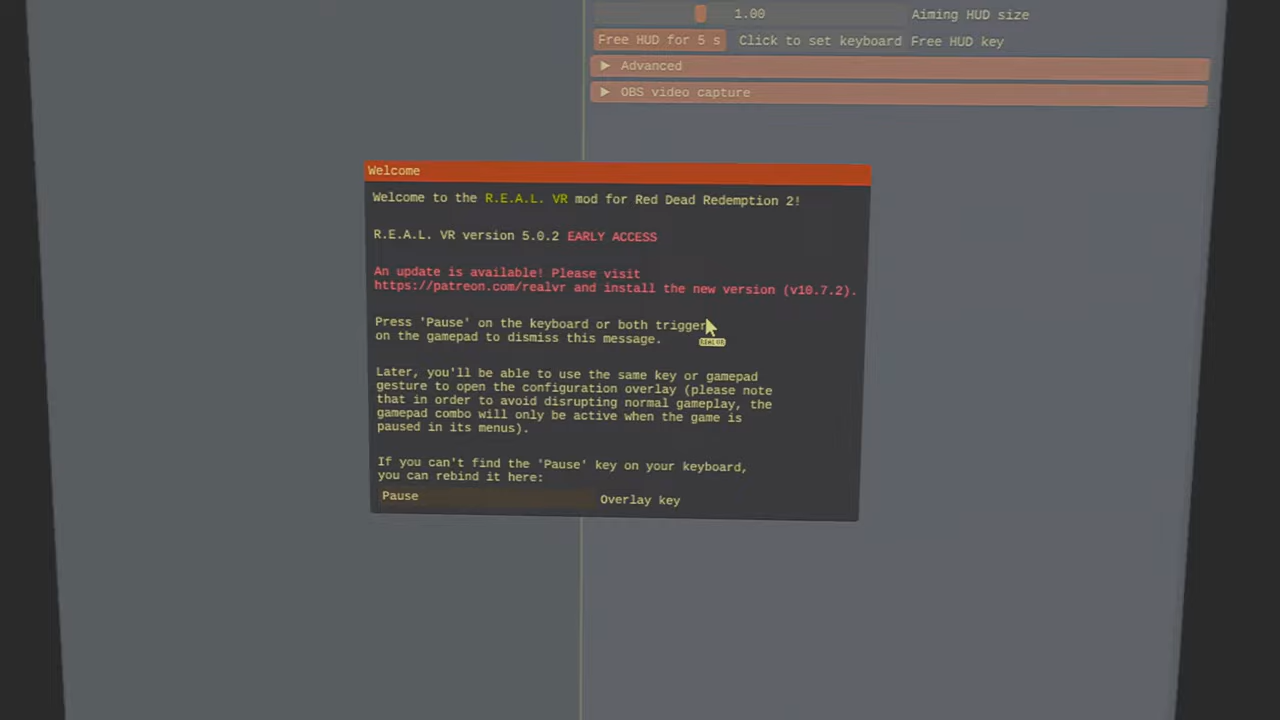 1.00 Aiming HUD size
Free HUD for 5 s Click to set keyboard Free HUD key
Advanced
OBS video capture
Welcome
Welcome to the R.E.A.L. VR mod for Red Dead Redemption 2!
R.E.A.L. VR version 5.0.2 EARLY ACCESS
An update is available! Please visit
https://patreon.com/realvr and install the new version (v10.7.2).
Press 'Pause' on the keyboard or both trigger
on the gamepad to dismiss this message.
Later, you'll be able to use the same key or gamepad
gesture to open the configuration overlay (please note
that in order to avoid disrupting normal gameplay, the
gamepad combo will only be active when the game is
paused in its menus).
If you can't find the 'Pause' key on your keyboard,
you can rebind it here:
Pause Overlay key